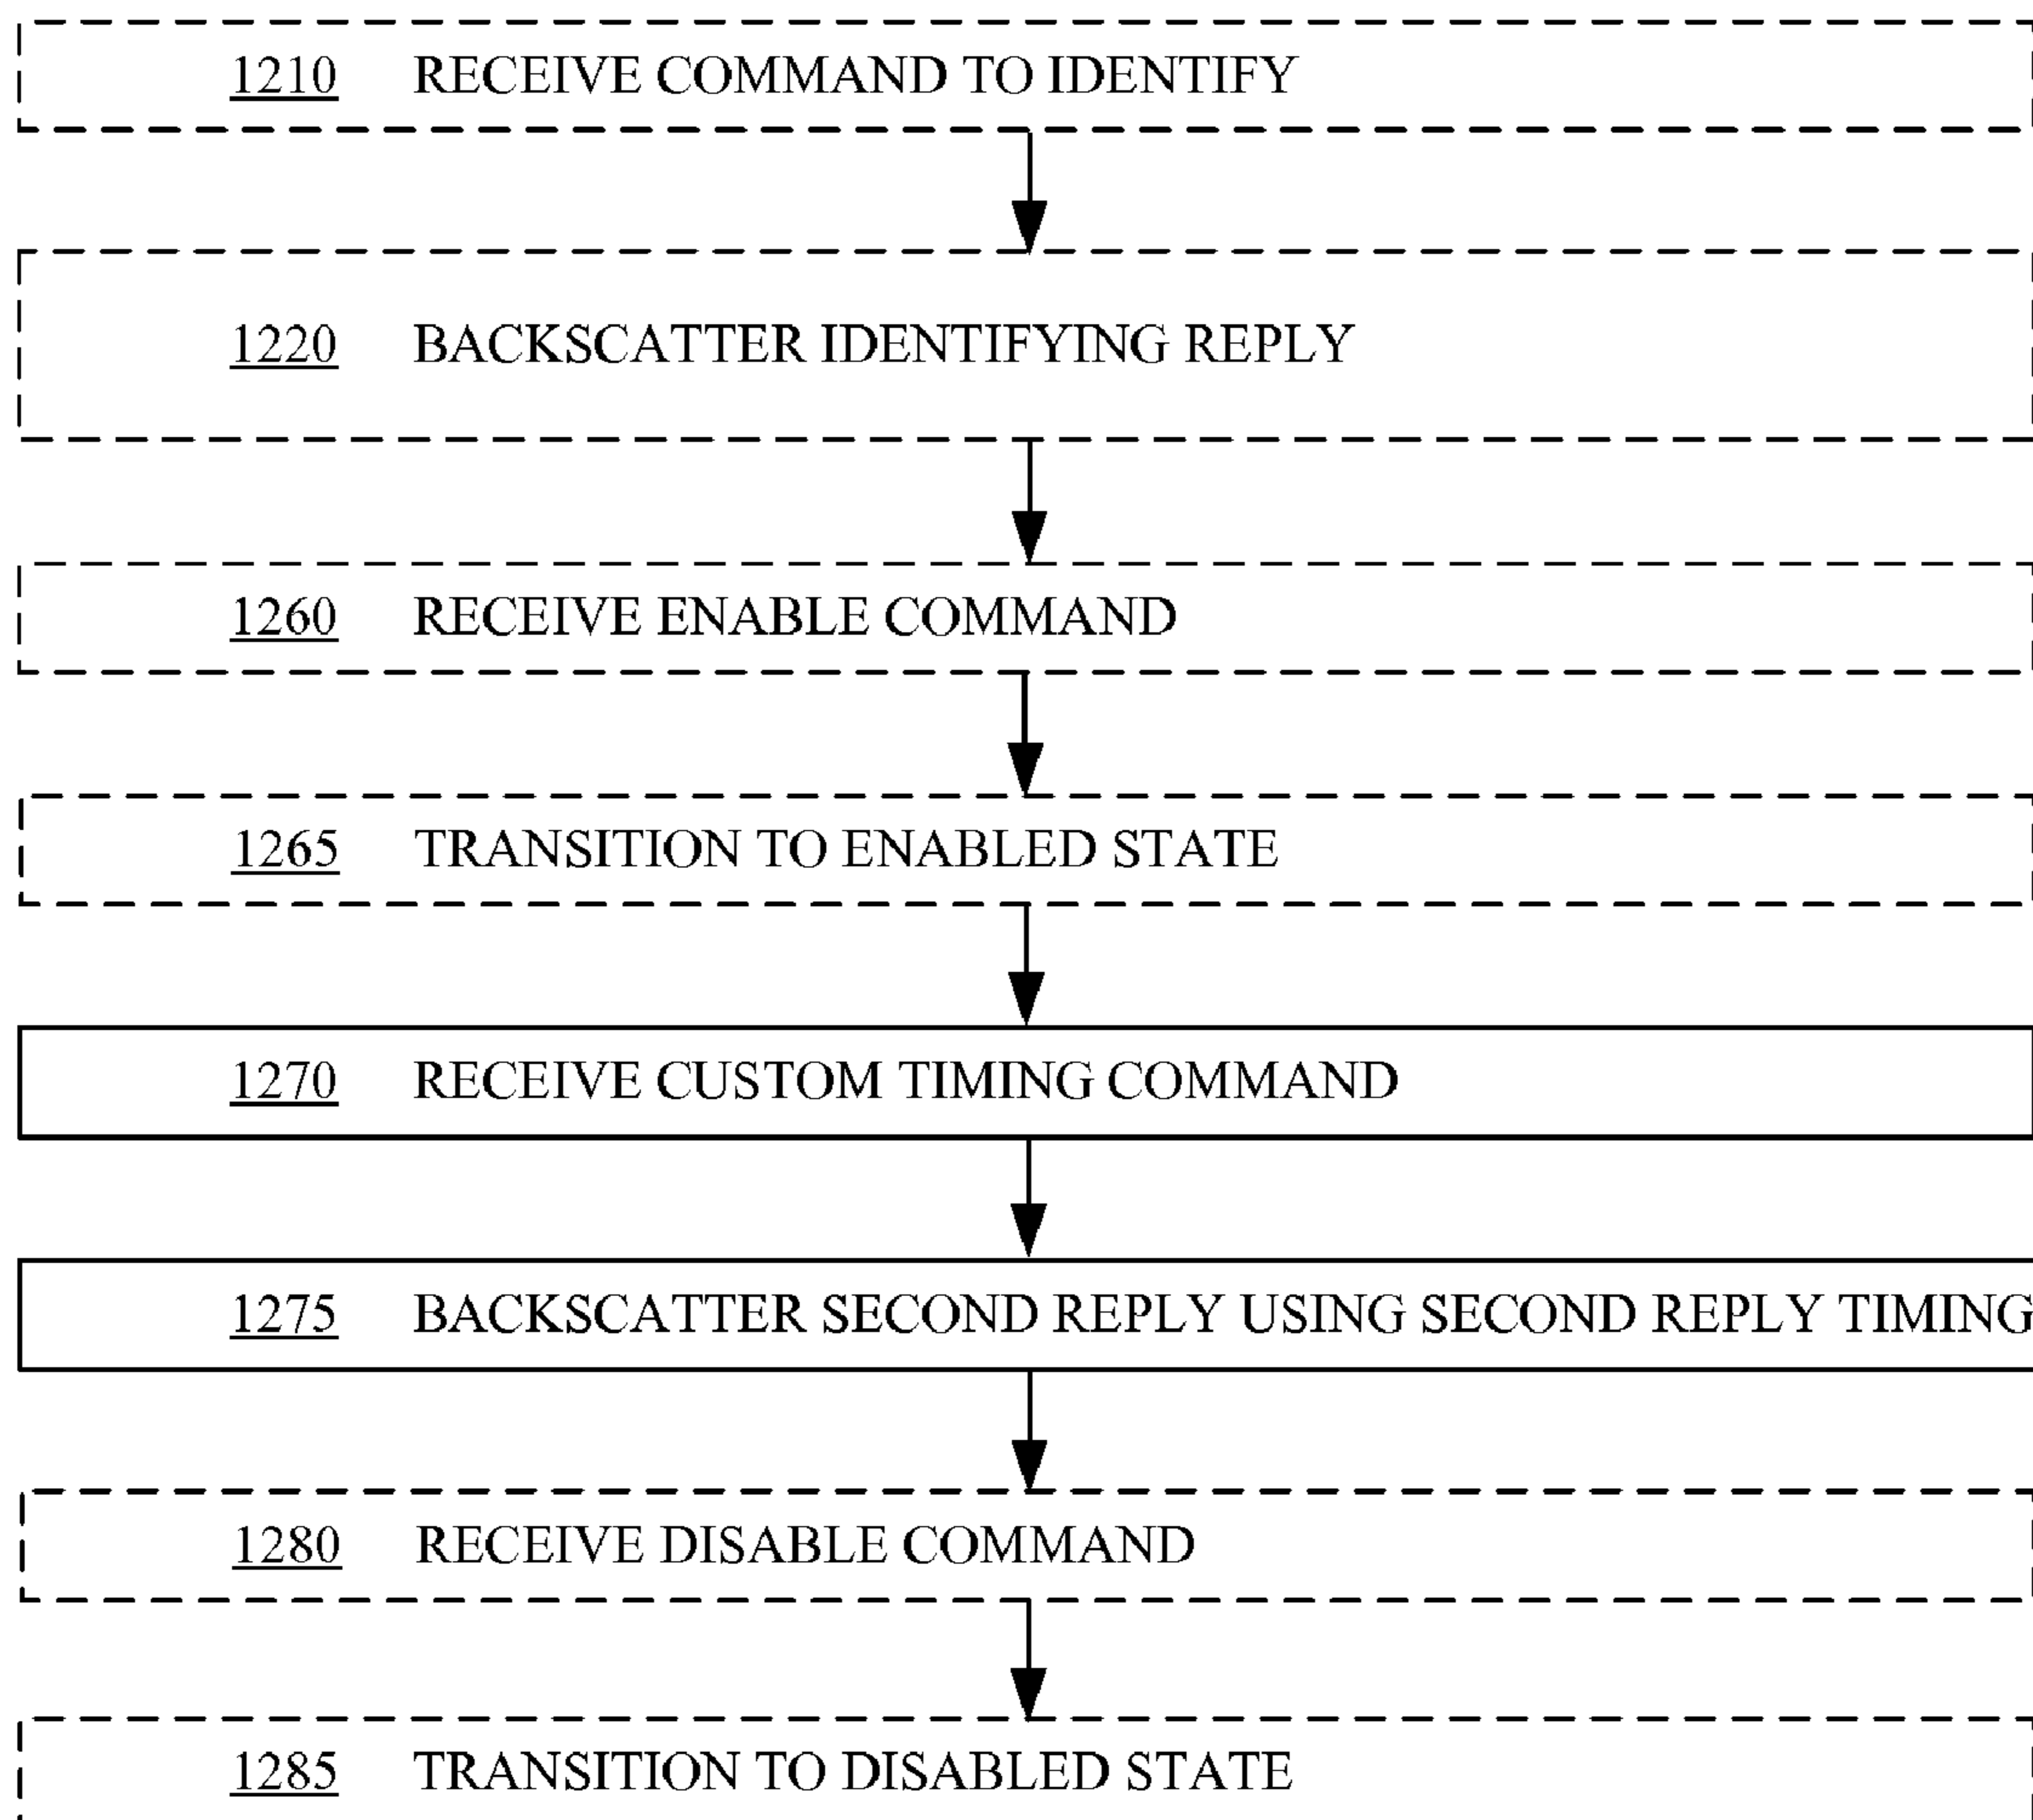 1210 RECEIVE COMMAND TO IDENTIFY
1220 BACKSCATTER IDENTIFYING REPLY
1260 RECEIVE ENABLE COMMAND
1265 TRANSITION TO ENABLED STATE
1270 RECEIVE CUSTOM TIMING COMMAND
1275 BACKSCATTER SECOND REPLY USING SECOND REPLY TIMING
1280 RECEIVE DISABLE COMMAND
1285 TRANSITION TO DISABLED STATE